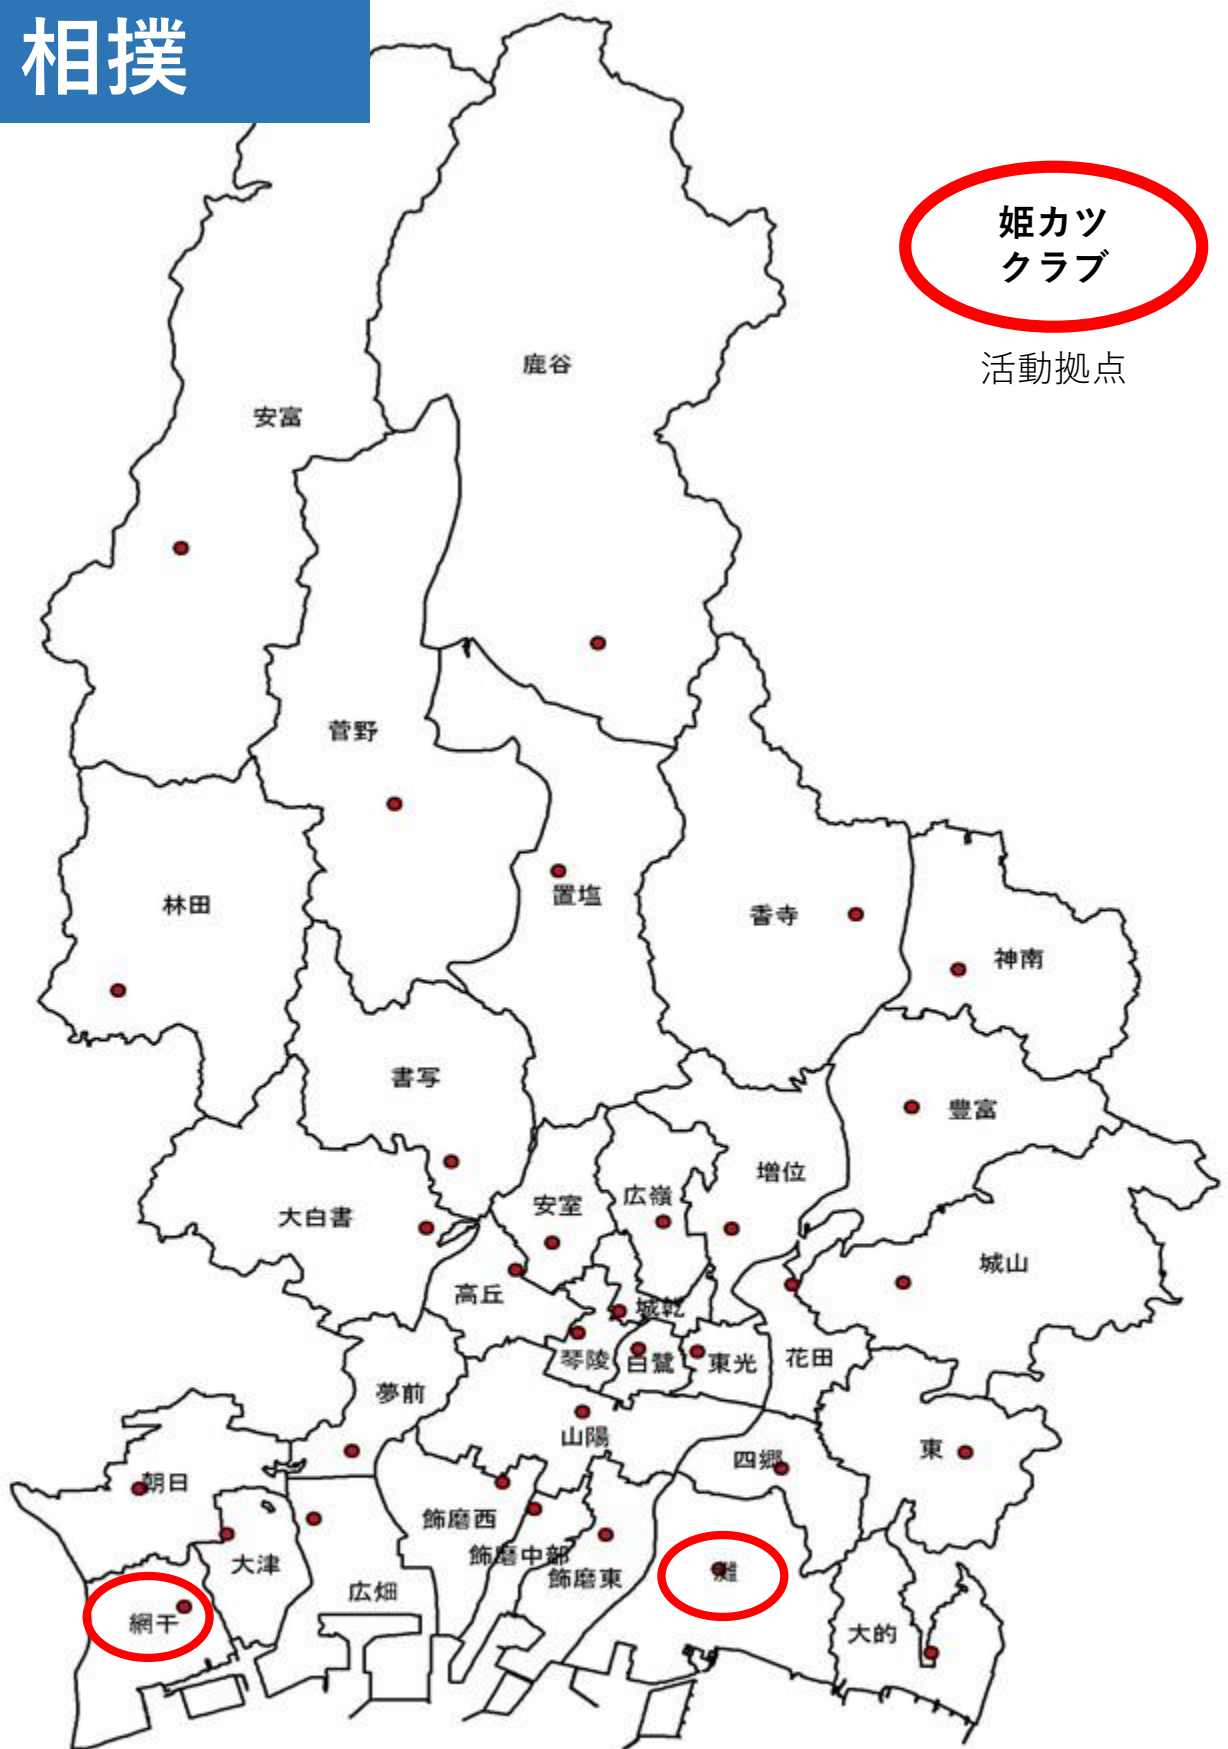 相撲
姫カツ
クラブ
活動拠点
鹿谷
安富
菅野
置塩
林田
香寺
神南
書写
豊富
増位
広嶺
安室
大白書
城山
高丘
城乾
琴陵
白鷺
東光
花田
夢前
山陽
東
四郷
朝日
飾磨西
飾磨中部
大津
飾磨東
灘
広畑
網干
大的